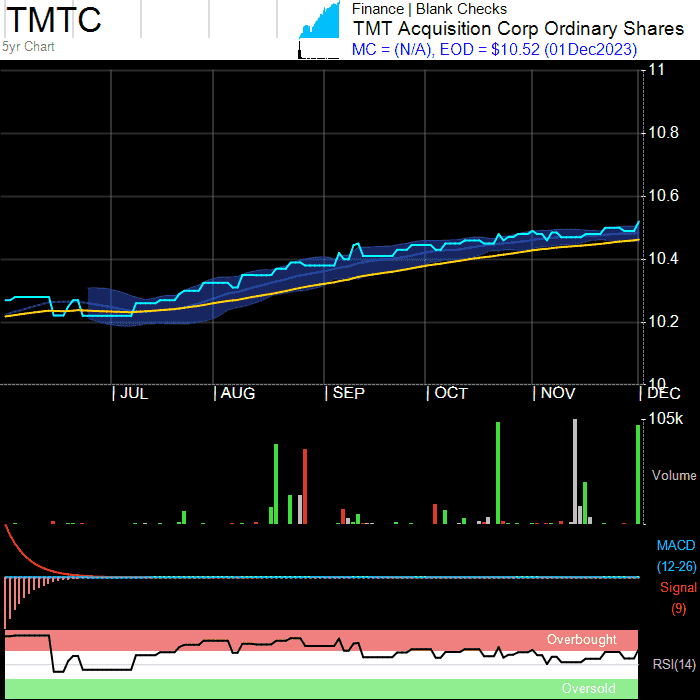 TMTC
5yr Chart
Finance | Blank Checks
TMT Acquisition Corp Ordinary Shares
MC = (N/A), EOD = $10.52 (01Dec2023)
11
10.8
10.6
10.4
10.2
10
JUL
AUG
SEP
OCT
NOV
DEC
105k
Volume
MACD
(12-26)
Signal
(9)
Overbought
RSI(14)
Oversold